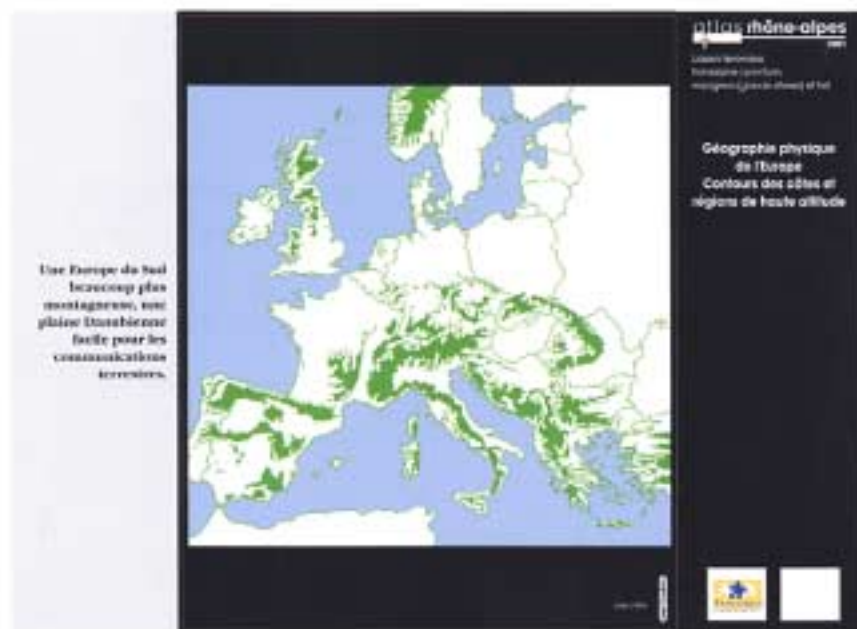 Une Europe du Sud
beaucoup plus
montagneuse, une
plaine Danubienne
facile pour les
communications
terrestres.
atlas rhône-alpes
Géographie physique
de l'Europe
Contours des côtes et
régions de haute altitude